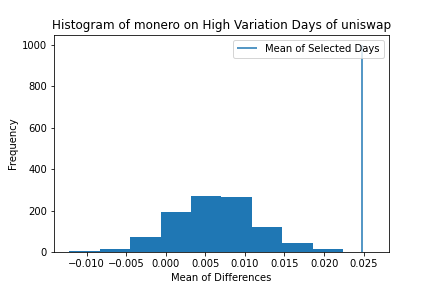 Histogram of monero on High Variation Days of uniswap
Mean of Selected Days
Frequency
1000
800
600
400
200
0
−0.010 −0.005 0.000 0.005 0.010 0.015 0.020 0.025
Mean of Differences